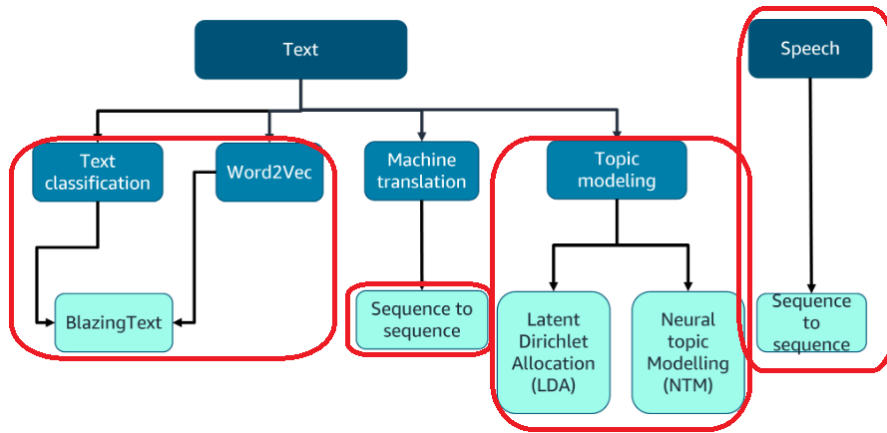 Text
Speech
Text
classification
Word2Vec
Machine
translation
Topic
modeling
BlazingText
Sequence to
sequence
Latent
Dirichlet
Allocation
(LDA)
Neural
topic
Modelling
(NTM)
Sequence
to
sequence